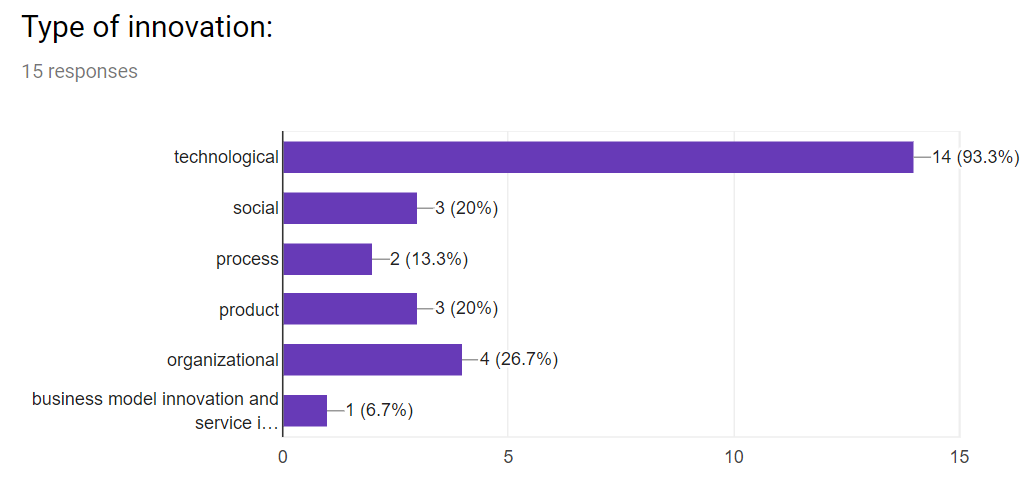 Type of innovation:
15 responses
technological
14 (93.3%)
social
3 (20%)
process
2 (13.3%)
product
3 (20%)
organizational
4 (26.7%)
business model innovation and
service i…
1 (6.7%)
0
5
10
15